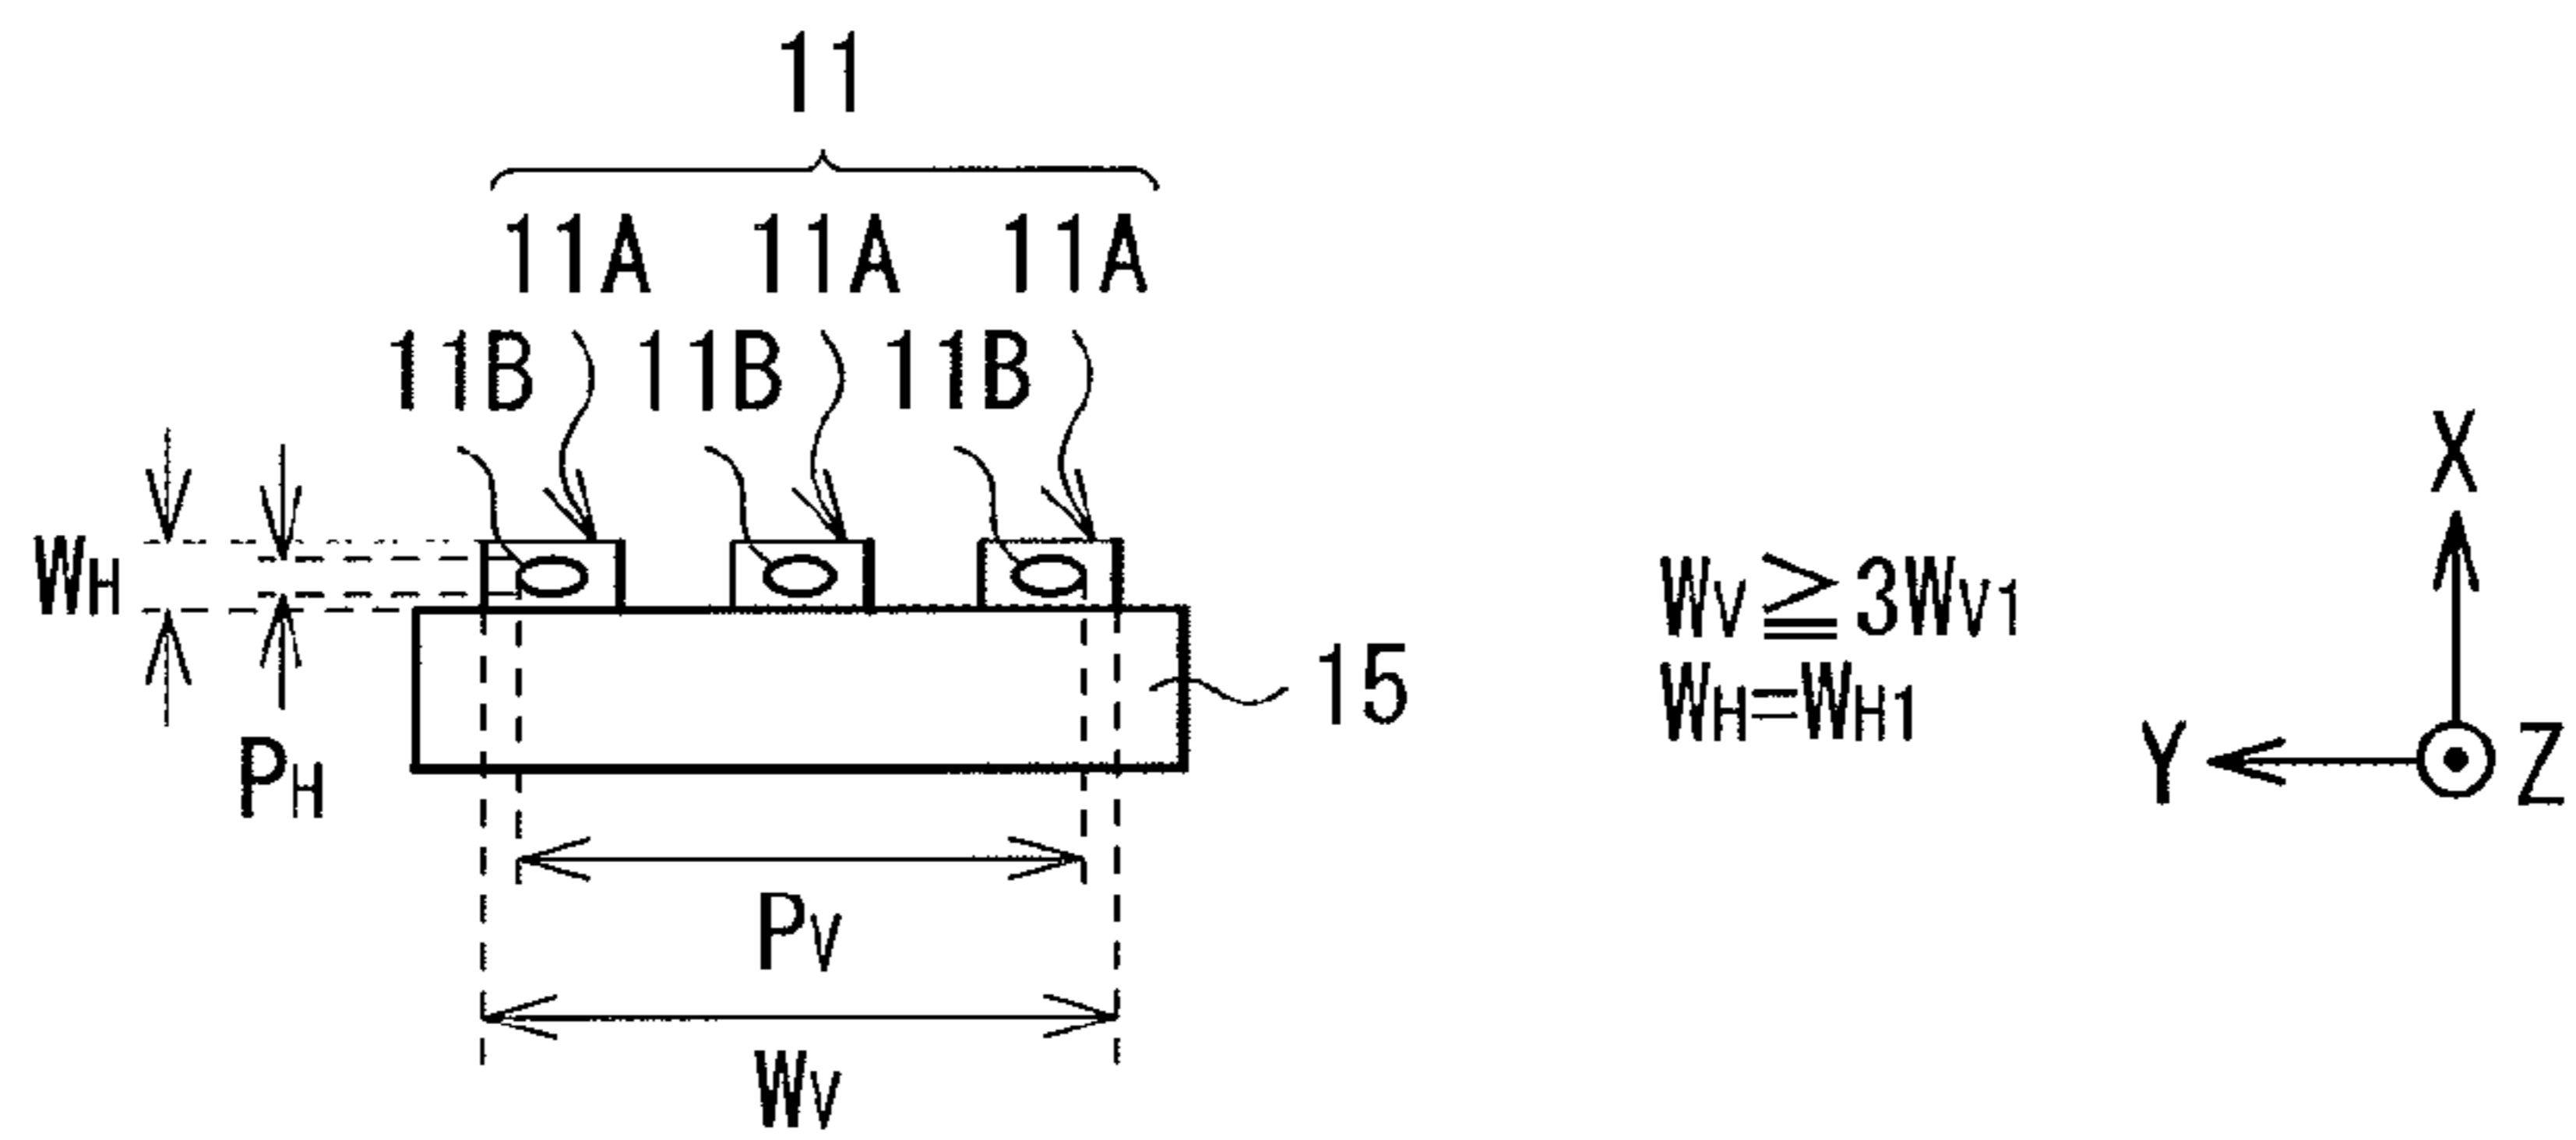 11
11A 11A 11A
11B 11B 11B
WH
PH
15
PV
WV
WV≧3WV1
WH=WH1
X
Y
Z